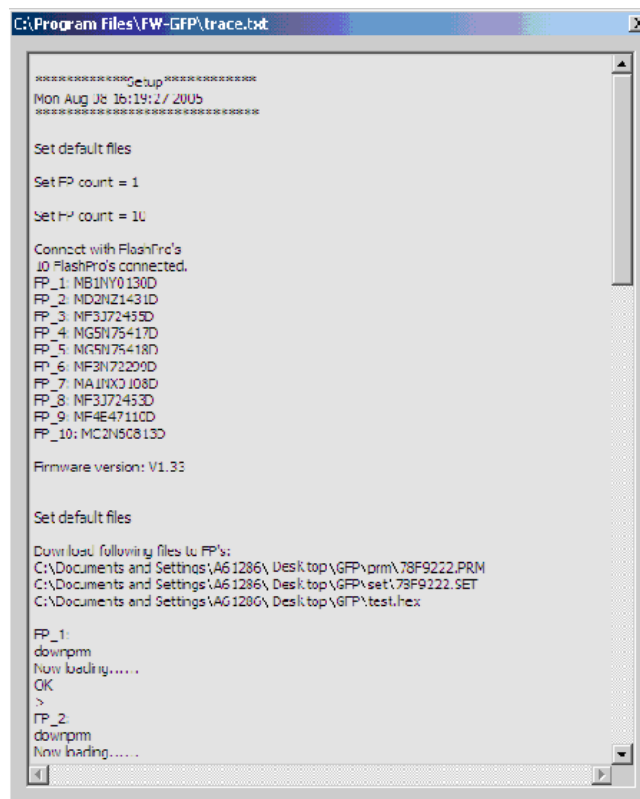 C:\Program Files\FW-GFP\trace.txt
************Setup************
Mon Aug 08 16:19:27 2005
*****************************
Set default files
Set FP count = 1
Set FP count = 10
Connect with FlashPro's
10 FlashPro's connected.
FP_1: MB1NY0130D
FP_2: MD2NZ1431D
FP_3: MF3J72455D
FP_4: MG5N76417D
FP_5: MG5N76418D
FP_6: MF3N72299D
FP_7: MA1NX0108D
FP_8: MF3J72453D
FP_9: MF4E47110D
FP_10: MC2N50813D
Firmware version: V1.33
Set default files
Download following files to FP's:
C:\Documents and Settings\A61286\ Desktop\GFP\prm\78F9222.PRM
C:\Documents and Settings\A61286\ Desktop\GFP\set\78F9222.SET
C:\Documents and Settings\A61286\ Desktop\GFP\test.hex
FP_1:
downprm
Now loading......
OK
>
FP_2:
downprm
Now loading......